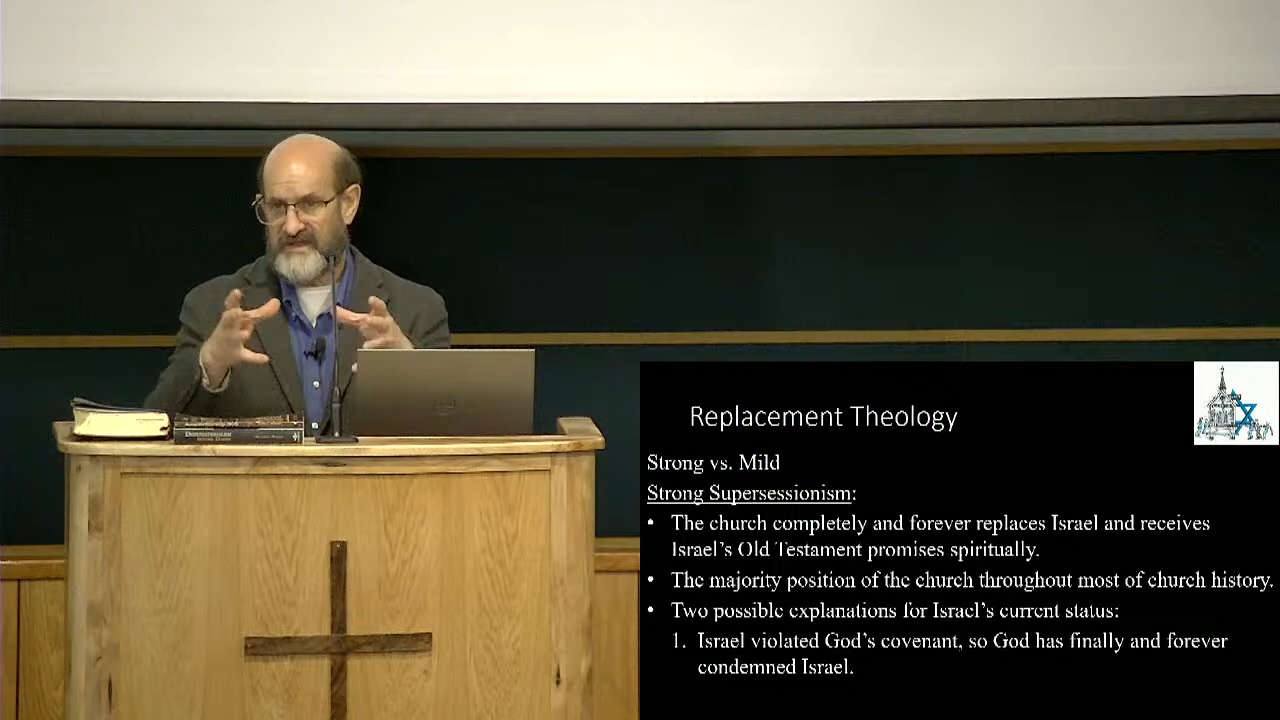 Replacement Theology
Strong vs. Mild
Strong Supersessionism:
• The church completely and forever replaces Israel and receives
Israel's Old Testament promises spiritually.
• The majority position of the church throughout most of church history.
• Two possible explanations for Israel's current status:
1. Israel violated God's covenant, so God has finally and forever
condemned Israel.